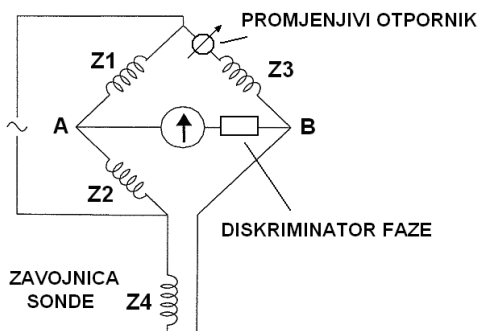 PROMJENJIVI OTPORNIK
Z1
Z3
A
B
Z2
DISKRIMINATOR FAZE
ZAVOJNICA
SONDE
Z4